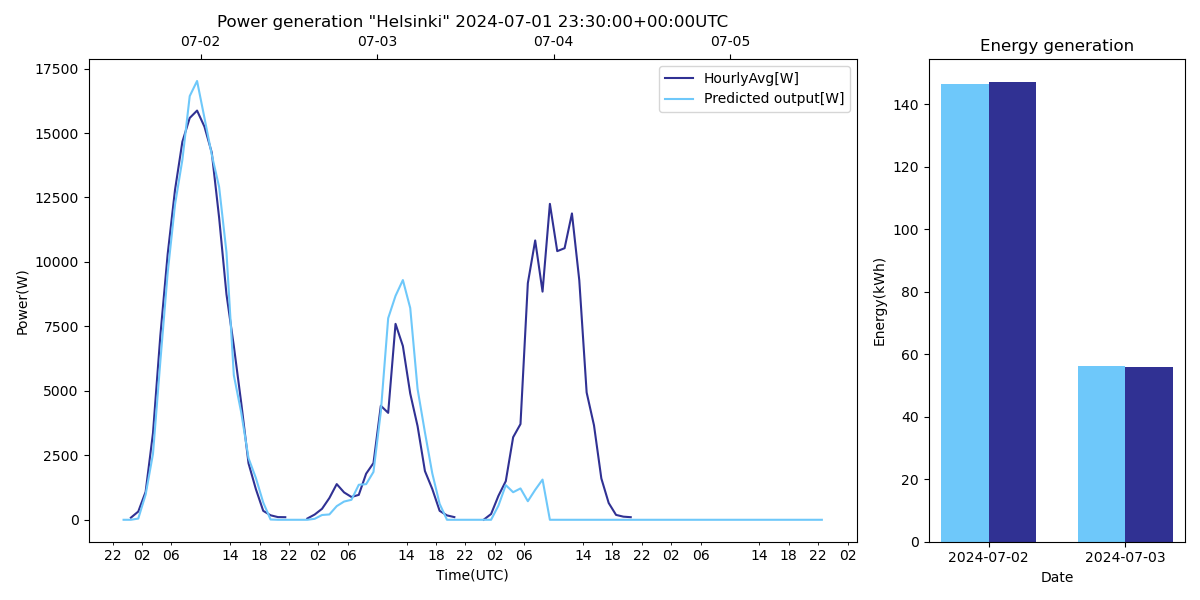 Power generation "Helsinki" 2024-07-01 23:30:00+00:00UTC
07-02 07-03 07-04 07-05
HourlyAvg[W]
Predicted output[W]
17500
15000
12500
10000
7500
5000
2500
0
Power(W)
22 02 06 14 18 22 02 06 14 18 22 02 06 14 18 22 02 06 14 18 22 02
Time(UTC)
Energy generation
140
120
100
80
60
40
20
0
Energy(kWh)
2024-07-02 2024-07-03
Date